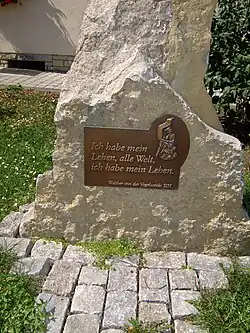 Ich habe mein
Lehen, alle Welt,
ich habe mein Lehen.
Walther von der Vogelweide